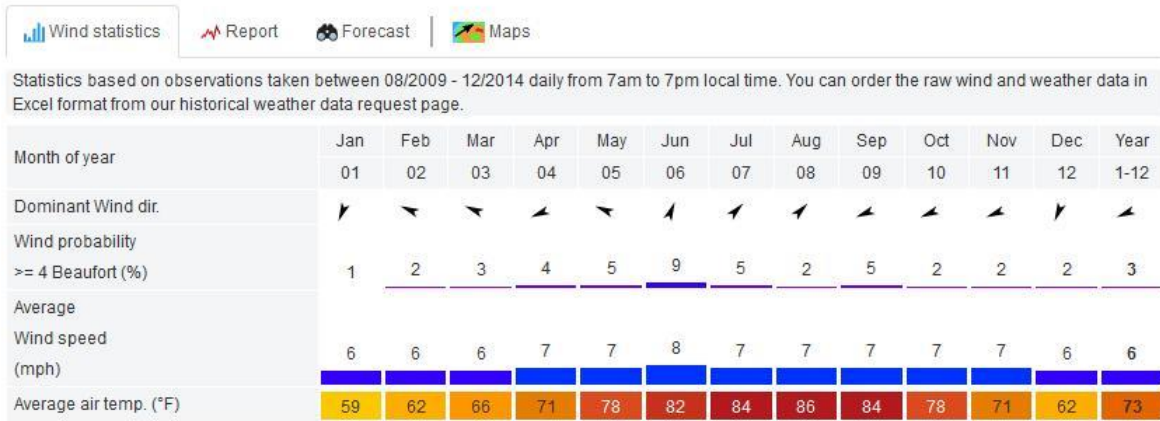 Wind statistics Report Forecast Maps
Statistics based on observations taken between 08/2009 - 12/2014 daily from 7am to 7pm local time. You can order the raw wind and weather data in
Excel format from our historical weather data request page.
Month of year
Jan Feb Mar Apr May Jun Jul Aug Sep Oct Nov Dec Year
01 02 03 04 05 06 07 08 09 10 11 12 1-12
Dominant Wind dir.
Wind probability
>= 4 Beaufort (%)
1 2 3 4 5 9 5 2 5 2 2 2 3
Average
Wind speed
(mph)
6 6 6 7 7 8 7 7 7 7 7 6 6
Average air temp. (°F) 59 62 66 71 78 82 84 86 84 78 71 62 73